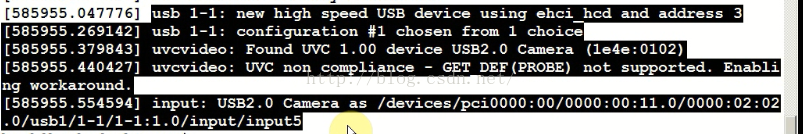 [585955.047776] usb 1-1: new high speed USB device using ehci_hcd and address 3
[585955.269142] usb 1-1: configuration #1 chosen from 1 choice
[585955.379843] uvcvideo: Found UVC 1.00 device USB2.0 Camera (1e4e:0102)
[585955.440427] uvcvideo: UVC non compliance - GET_DEF(PROBE) not supported. Enabli
ng workaround.
http://blog.csdn.net/
[585955.554594] input: USB2.0 Camera as /devices/pci0000:00/0000:00:11.0/0000:02:02
.0/usb1/1-1/1-1:1.0/input/input5